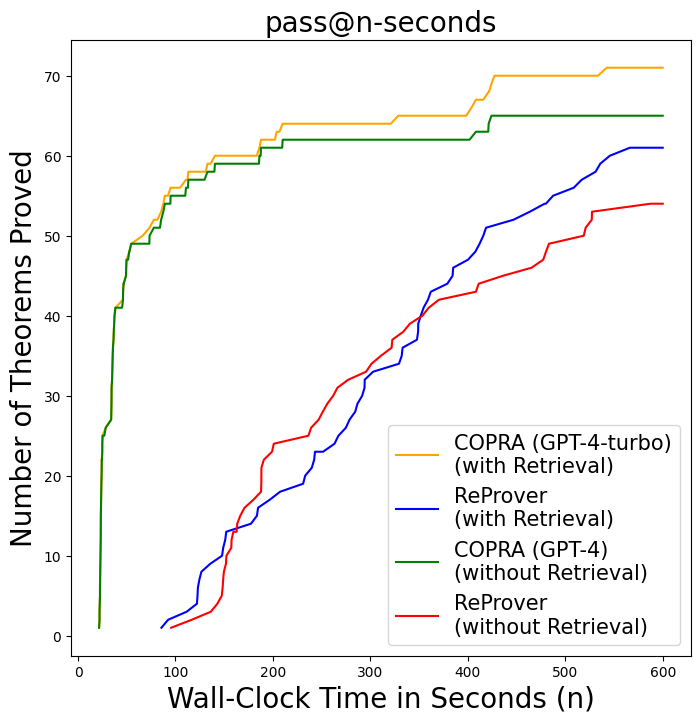 pass@n-seconds
Number of Theorems Proved
70
60
50
40
30
20
10
0
COPRA (GPT-4-turbo)
(with Retrieval)
ReProver
(with Retrieval)
COPRA (GPT-4)
(without Retrieval)
ReProver
(without Retrieval)
0 100 200 300 400 500 600
Wall-Clock Time in Seconds (n)